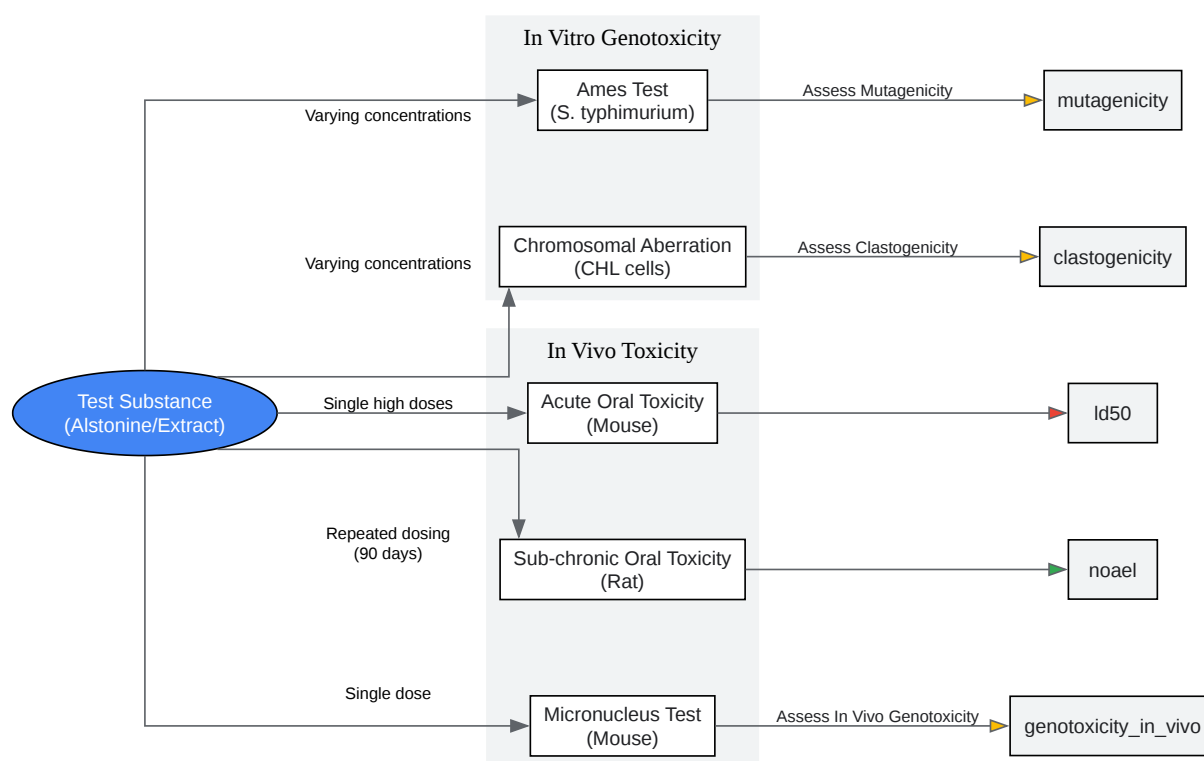 In Vitro Genotoxicity
Ames Test
(S. typhimurium)
Assess Mutagenicity
mutagenicity
Varying concentrations
Chromosomal Aberration
(CHL cells)
Assess Clastogenicity
clastogenicity
Varying concentrations
In Vivo Toxicity
Test Substance
(Alstonine/Extract)
Single high doses
Acute Oral Toxicity
(Mouse)
ld50
Repeated dosing
(90 days)
Sub-chronic Oral Toxicity
(Rat)
noael
Single dose
Micronucleus Test
(Mouse)
Assess In Vivo Genotoxicity
genotoxicity_in_vivo